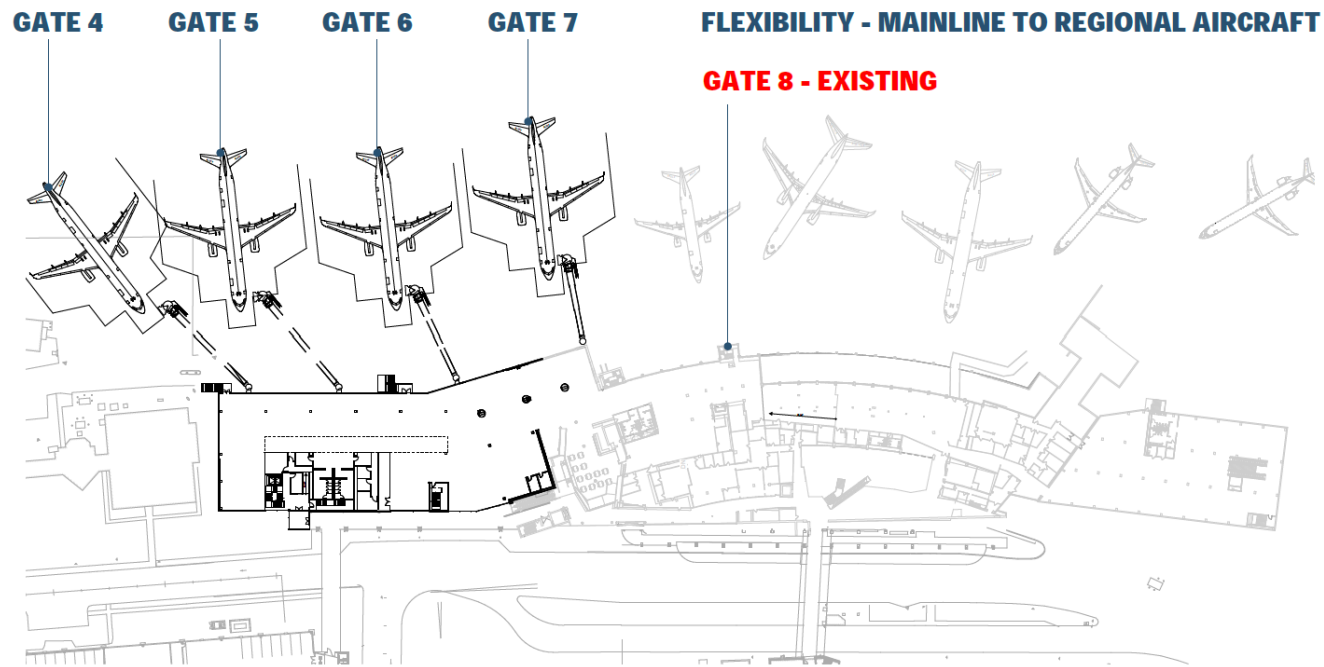 GATE 4
GATE 5
GATE 6
GATE 7
FLEXIBILITY - MAINLINE TO REGIONAL AIRCRAFT
GATE 8 - EXISTING